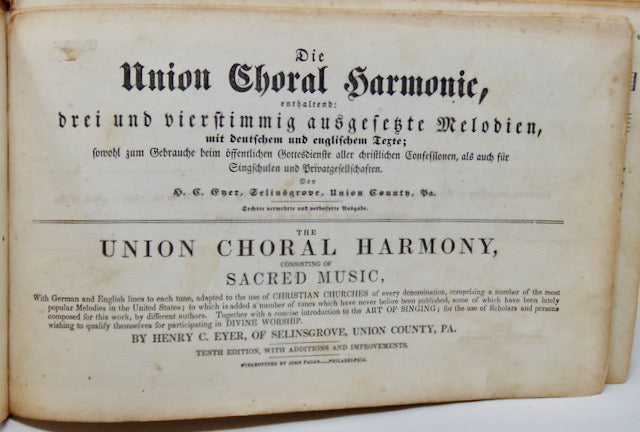 Die
Union Choral Harmonie,
enthaltend:
drei und vierstimmig ausgesetzte Melodien,
mit deutschem und englischem Texte;
sowohl zum Gebrauche beim öffentlichen Gottesdienste aller christlichen Confessionen, als auch für
Singschulen und Privatgesellschaften.
Von
H. C. Eyer, Selinsgrove, Union County, Pa.
Sechste vermehrte und verbesserte Ausgabe.
THE
UNION CHORAL HARMONY,
CONSISTING OF
SACRED MUSIC,
With German and English lines to each tune, adapted to the use of CHRISTIAN CHURCHES of every denomination, comprising a number of the most
popular Melodies in the United States; to which is added a number of tunes which have never before been published, some of which have been lately
composed for this work, by different authors. Together with a concise introduction to the ART OF SINGING; for the use of Scholars and persons
wishing to qualify themselves for participating in DIVINE WORSHIP.
BY HENRY C. EYER, OF SELINSGROVE, UNION COUNTY, PA.
TENTH EDITION, WITH ADDITIONS AND IMPROVEMENTS.
STEREOTYPED BY JOHN FAGAN.....PHILADELPHIA.